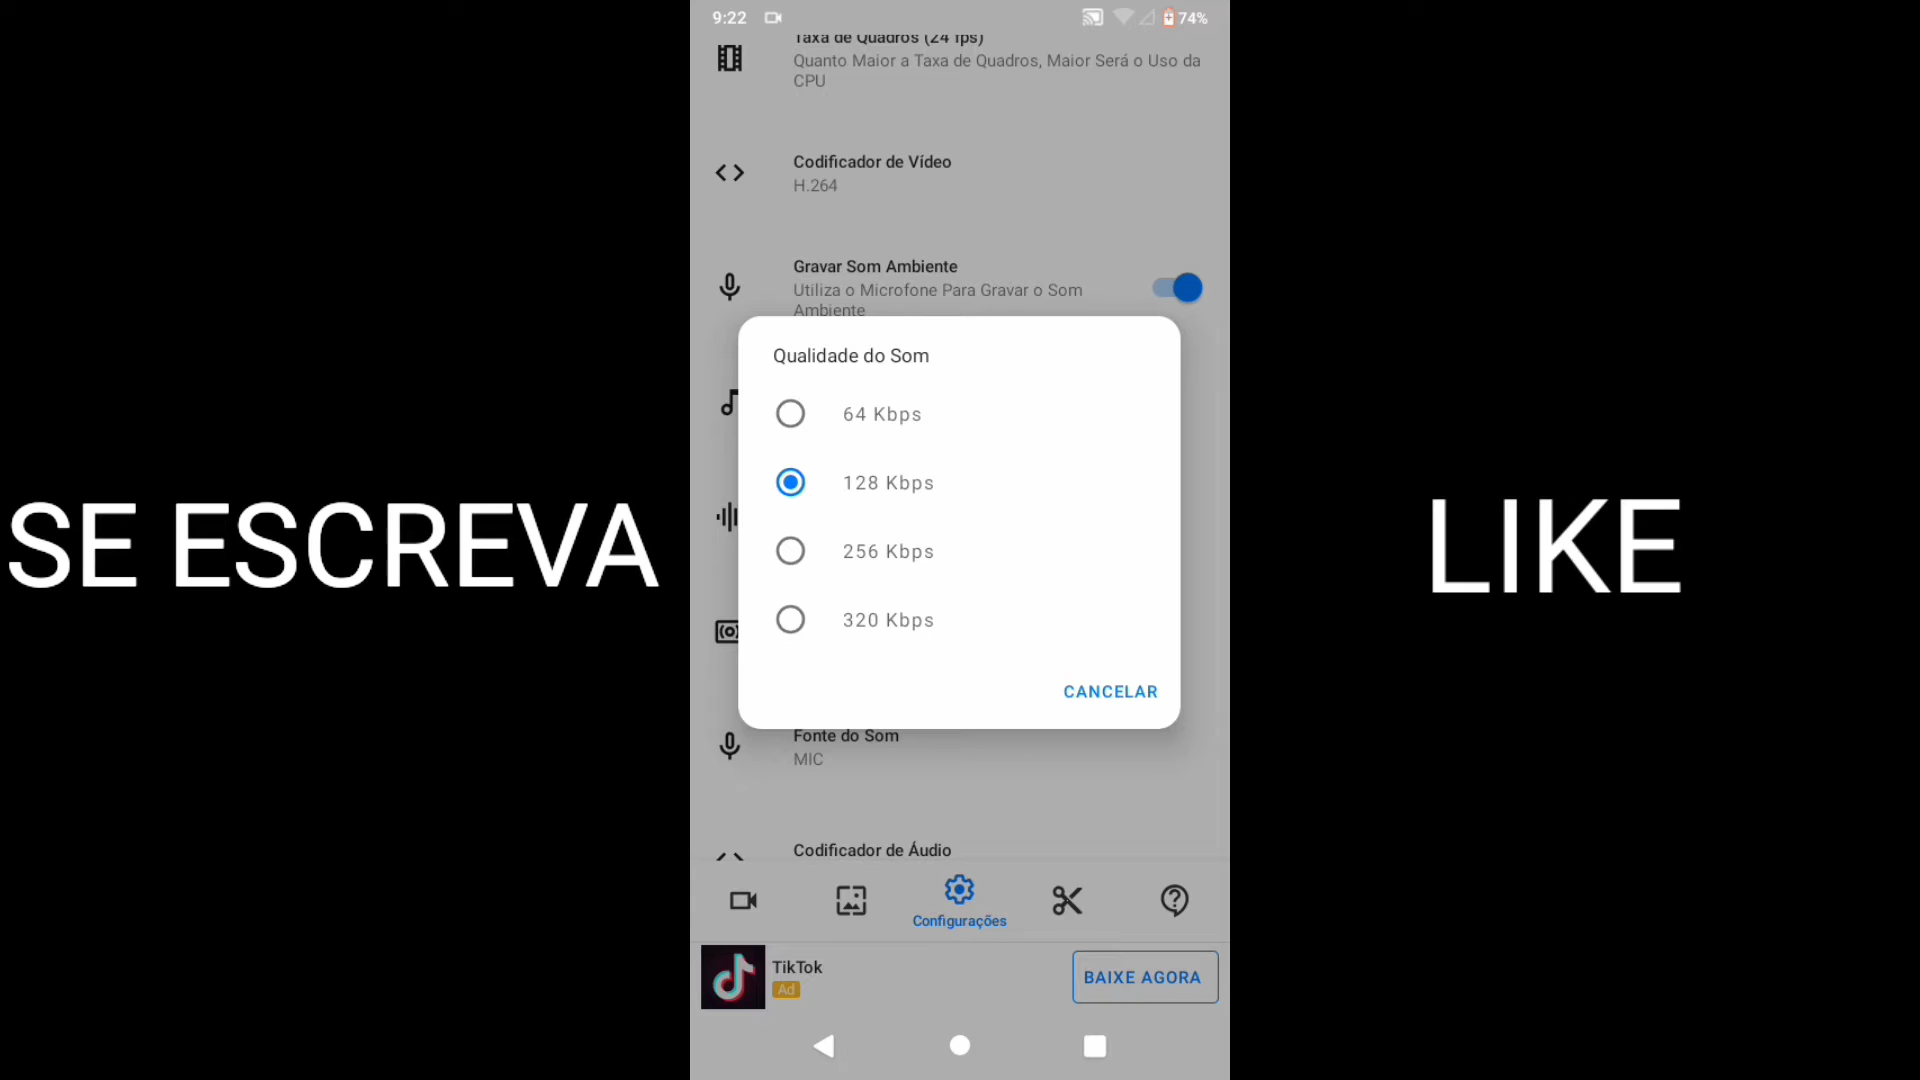 9:22
74%
Taxa de Quadros (24 fps)
Quanto Maior a Taxa de Quadros, Maior Será o Uso da
CPU
Codificador de Vídeo
H.264
Gravar Som Ambiente
Utiliza o Microfone Para Gravar o Som
Ambiente
Qualidade do Som
64 Kbps
128 Kbps
256 Kbps
320 Kbps
CANCELAR
SE ESCREVA
LIKE
Fonte do Som
MIC
Codificador de Áudio
Configurações
TikTok
Ad
BAIXE AGORA